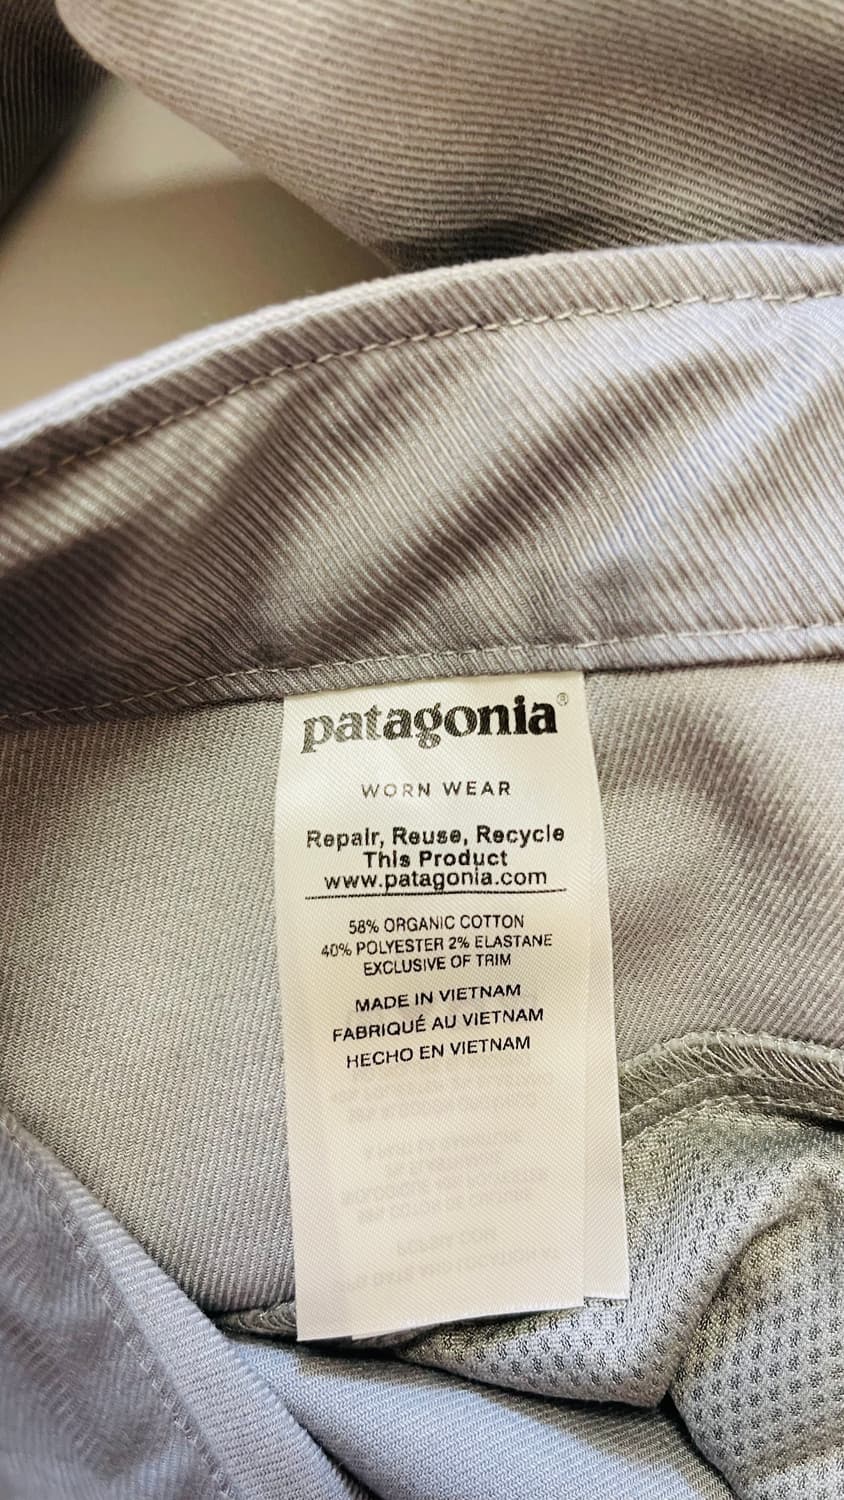 patagonia®
WORN WEAR
Repair, Reuse, Recycle
This Product
www.patagonia.com
58% ORGANIC COTTON
40% POLYESTER 2% ELASTANE
EXCLUSIVE OF TRIM
MADE IN VIETNAM
FABRIQUÉ AU VIETNAM
HECHO EN VIETNAM